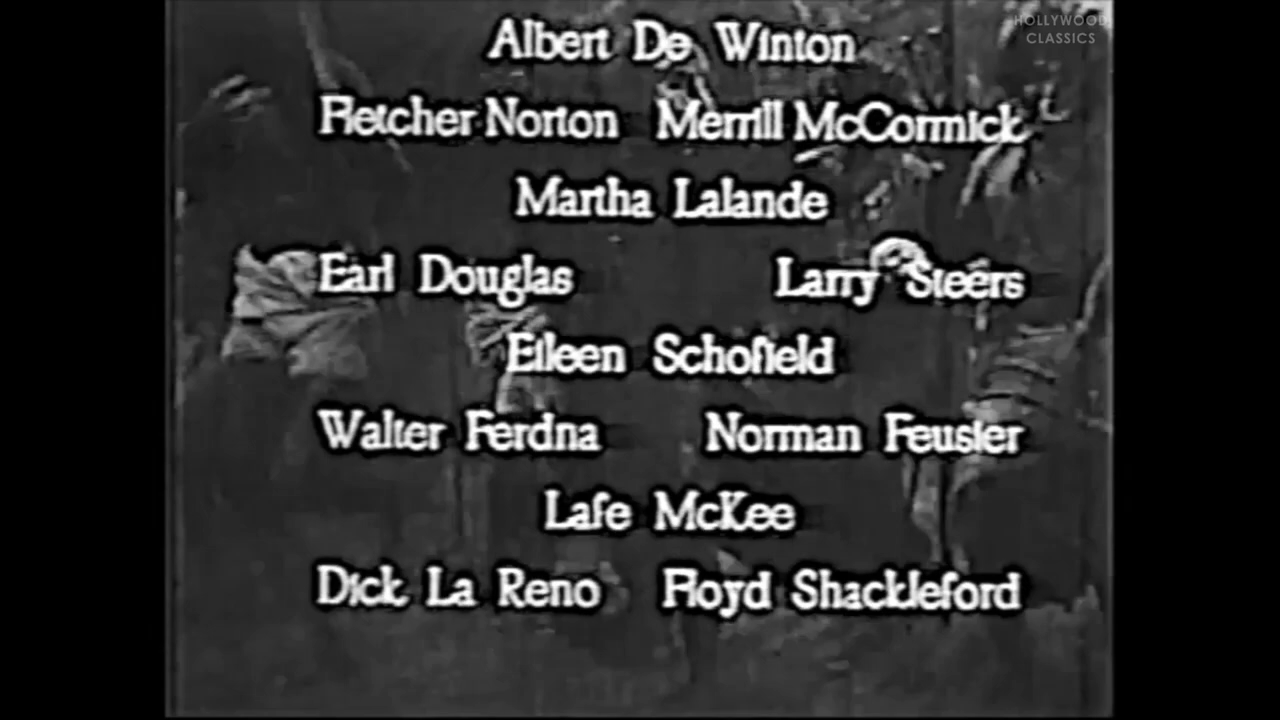 HOLLYWOOD
CLASSICS
Albert De Winton
Fletcher Norton Merrill McCormick
Martha Lalande
Earl Douglas Larry Steers
Eileen Schofield
Walter Ferdna Norman Feusier
Lafe McKee
Dick La Reno Floyd Shackleford